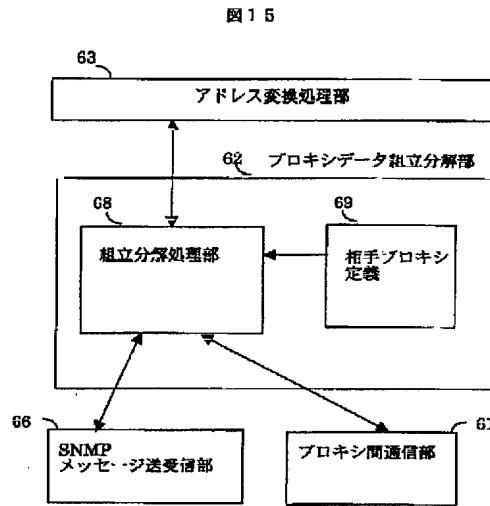 図15
63
アドレス変換処理部
62
プロキシデータ組立分解部
68
組立分解処理部
69
相手プロキシ
定義
66
SNMP
メッセージ送受信部
プロキシ間通信部